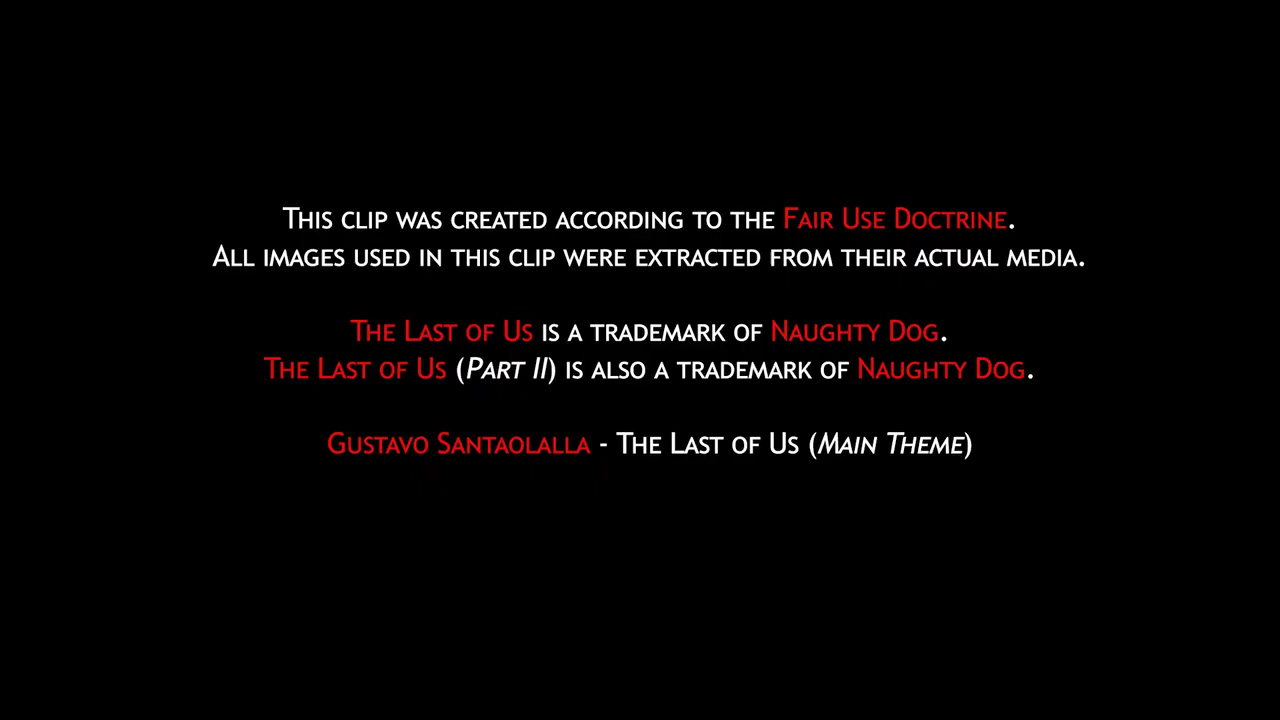 This clip was created according to the Fair Use Doctrine.
All images used in this clip were extracted from their actual media.
The Last of Us is a trademark of Naughty Dog.
The Last of Us (Part II) is also a trademark of Naughty Dog.
Gustavo Santaolalla - The Last of Us (Main Theme)